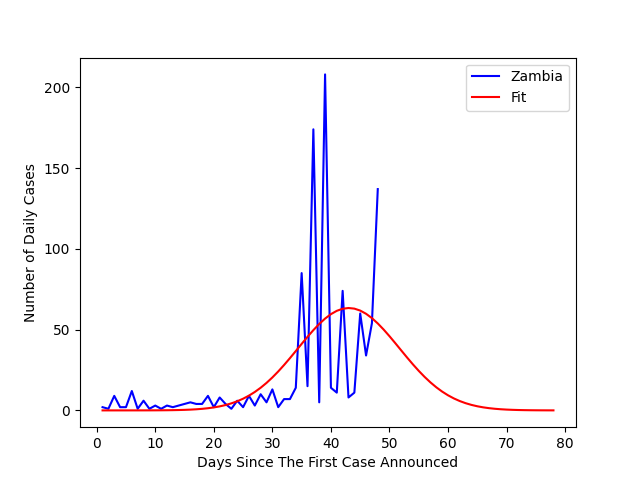 Zambia
Fit
Number of Daily Cases
200
150
100
50
0
0 10 20 30 40 50 60 70 80
Days Since The First Case Announced